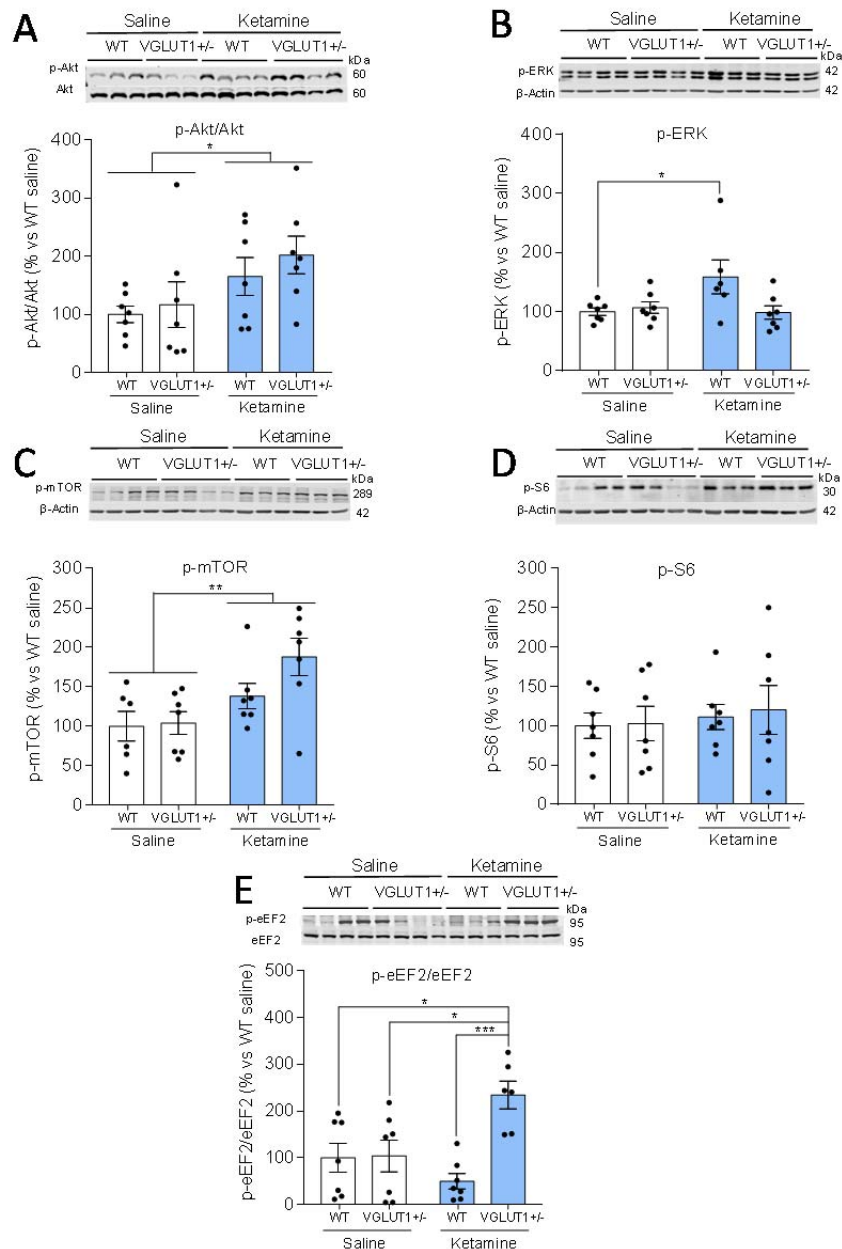 A
Saline Ketamine
WT VGLUT1+/- WT VGLUT1+/-
kDa
p-Akt 60
Akt 60
p-Akt/Akt
*
p-Akt/Akt (% vs WT saline)
400
300
200
100
0
WT VGLUT1+/- WT VGLUT1+/-
Saline Ketamine
B
Saline Ketamine
WT VGLUT1+/- WT VGLUT1+/-
kDa
p-ERK 42
β-Actin 42
p-ERK
*
p-ERK (% vs WT saline)
400
300
200
100
0
WT VGLUT1+/- WT VGLUT1+/-
Saline Ketamine
C
Saline Ketamine
WT VGLUT1+/- WT VGLUT1+/-
kDa
p-mTOR 289
β-Actin 42
p-mTOR
**
p-mTOR (% vs WT saline)
300
250
200
150
100
50
0
WT VGLUT1+/- WT VGLUT1+/-
Saline Ketamine
D
Saline Ketamine
WT VGLUT1+/- WT VGLUT1+/-
kDa
p-S6 30
β-Actin 42
p-S6
p-S6 (% vs WT saline)
300
250
200
150
100
50
0
WT VGLUT1+/- WT VGLUT1+/-
Saline Ketamine
E
Saline Ketamine
WT VGLUT1+/- WT VGLUT1+/-
kDa
p-eEF2 95
eEF2 95
p-eEF2/eEF2
*
*
***
p-eEF2/eEF2 (% vs WT saline)
500
400
300
200
100
0
WT VGLUT1+/- WT VGLUT1+/-
Saline Ketamine